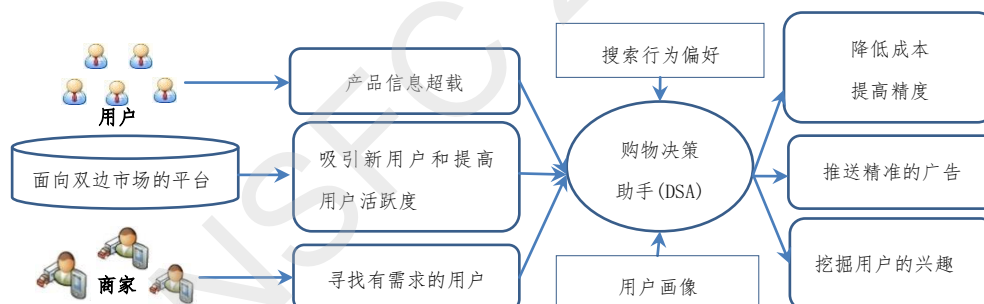 用户
面向双边市场的平台
商家
产品信息超载
吸引新用户和提高
用户活跃度
寻找有需求的用户
搜索行为偏好
购物决策
助手(DSA)
用户画像
降低成本
提高精度
推送精准的广告
挖掘用户的兴趣
NSFC